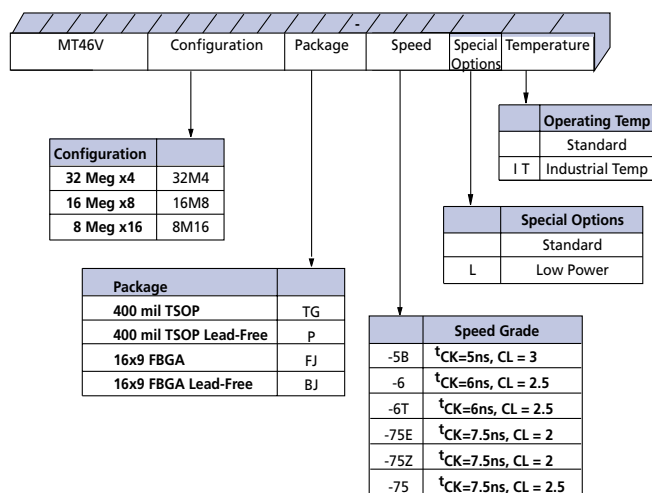 -
MT46V Configuration Package Speed Special Options Temperature
Operating Temp
Standard
I T Industrial Temp
Configuration
32 Meg x4 32M4
16 Meg x8 16M8
8 Meg x16 8M16
Special Options
Standard
L Low Power
Package
400 mil TSOP TG
400 mil TSOP Lead-Free P
16x9 FBGA FJ
16x9 FBGA Lead-Free BJ
Speed Grade
-5B tCK=5ns, CL = 3
-6 tCK=6ns, CL = 2.5
-6T tCK=6ns, CL = 2.5
-75E tCK=7.5ns, CL = 2
-75Z tCK=7.5ns, CL = 2
-75 tCK=7.5ns, CL = 2.5